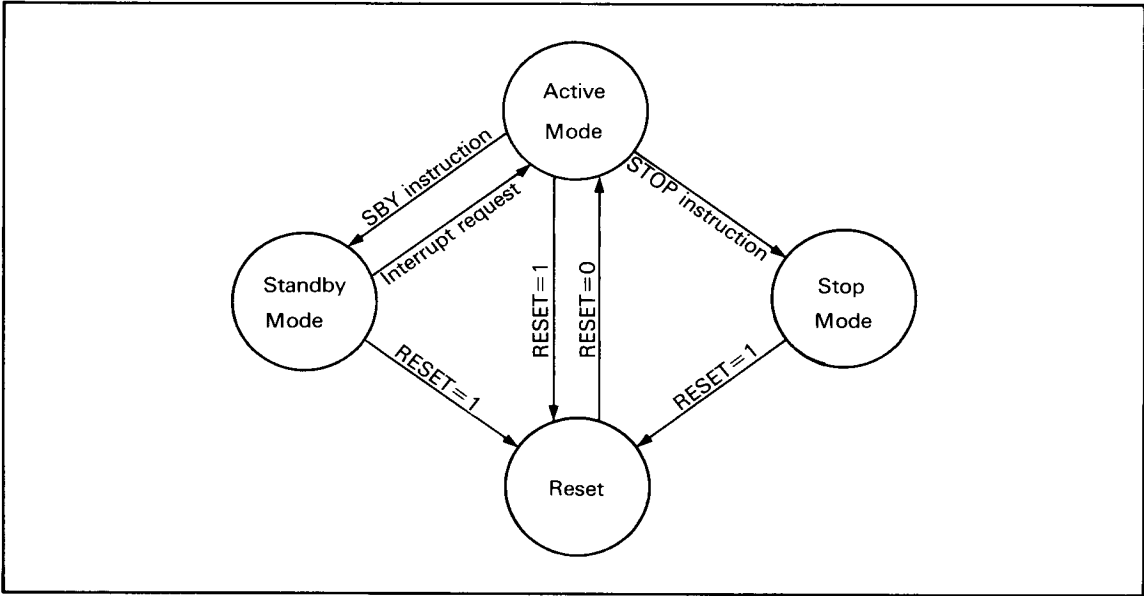 Active
Mode
SBY instruction
Interrupt request
STOP instruction
RESET=1
RESET=0
Standby
Mode
Stop
Mode
RESET=1
RESET=1
Reset